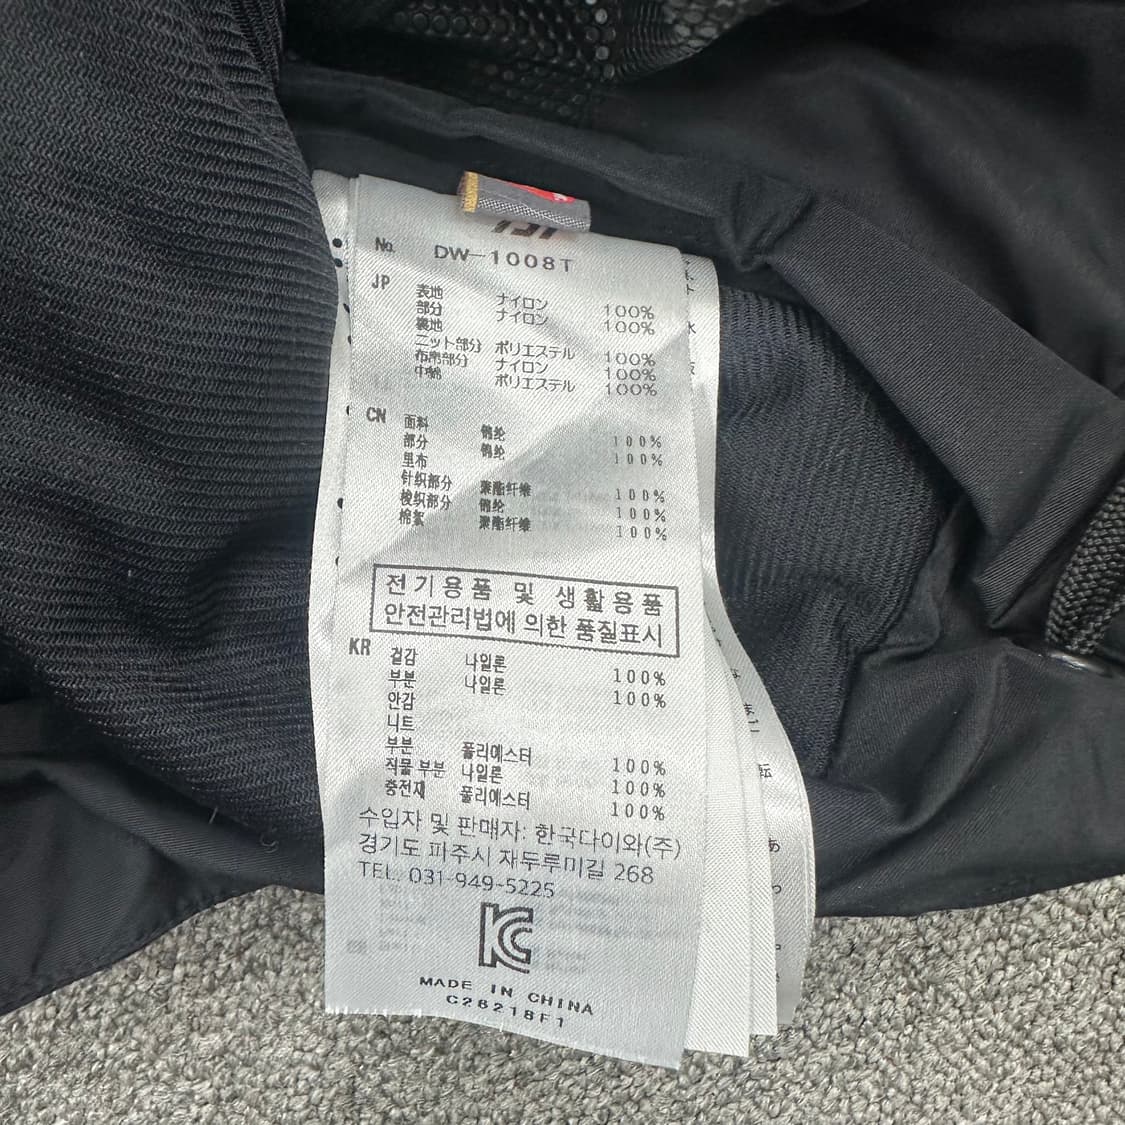 No. DW-1008T
JP 表地 ナイロン 100%
部分 ナイロン 100%
裏地
ニット部分 ポリエステル 100%
布帛部分 ナイロン 100%
中綿 ポリエステル 100%
CN 面料 锦纶 100%
部分 锦纶 100%
里布
针织部分 聚酯纤维 100%
梭织部分 锦纶 100%
棉絮 聚酯纤维 100%
전기용품 및 생활용품
안전관리법에 의한 품질표시
KR 겉감 나일론 100%
부분 나일론 100%
안감
니트
부분 폴리에스터 100%
직물 부분 나일론 100%
충전재 폴리에스터 100%
수입자 및 판매자: 한국다이와(주)
경기도 파주시 재두루미길 268
TEL. 031-949-5225
KC
MADE IN CHINA
C26218F1